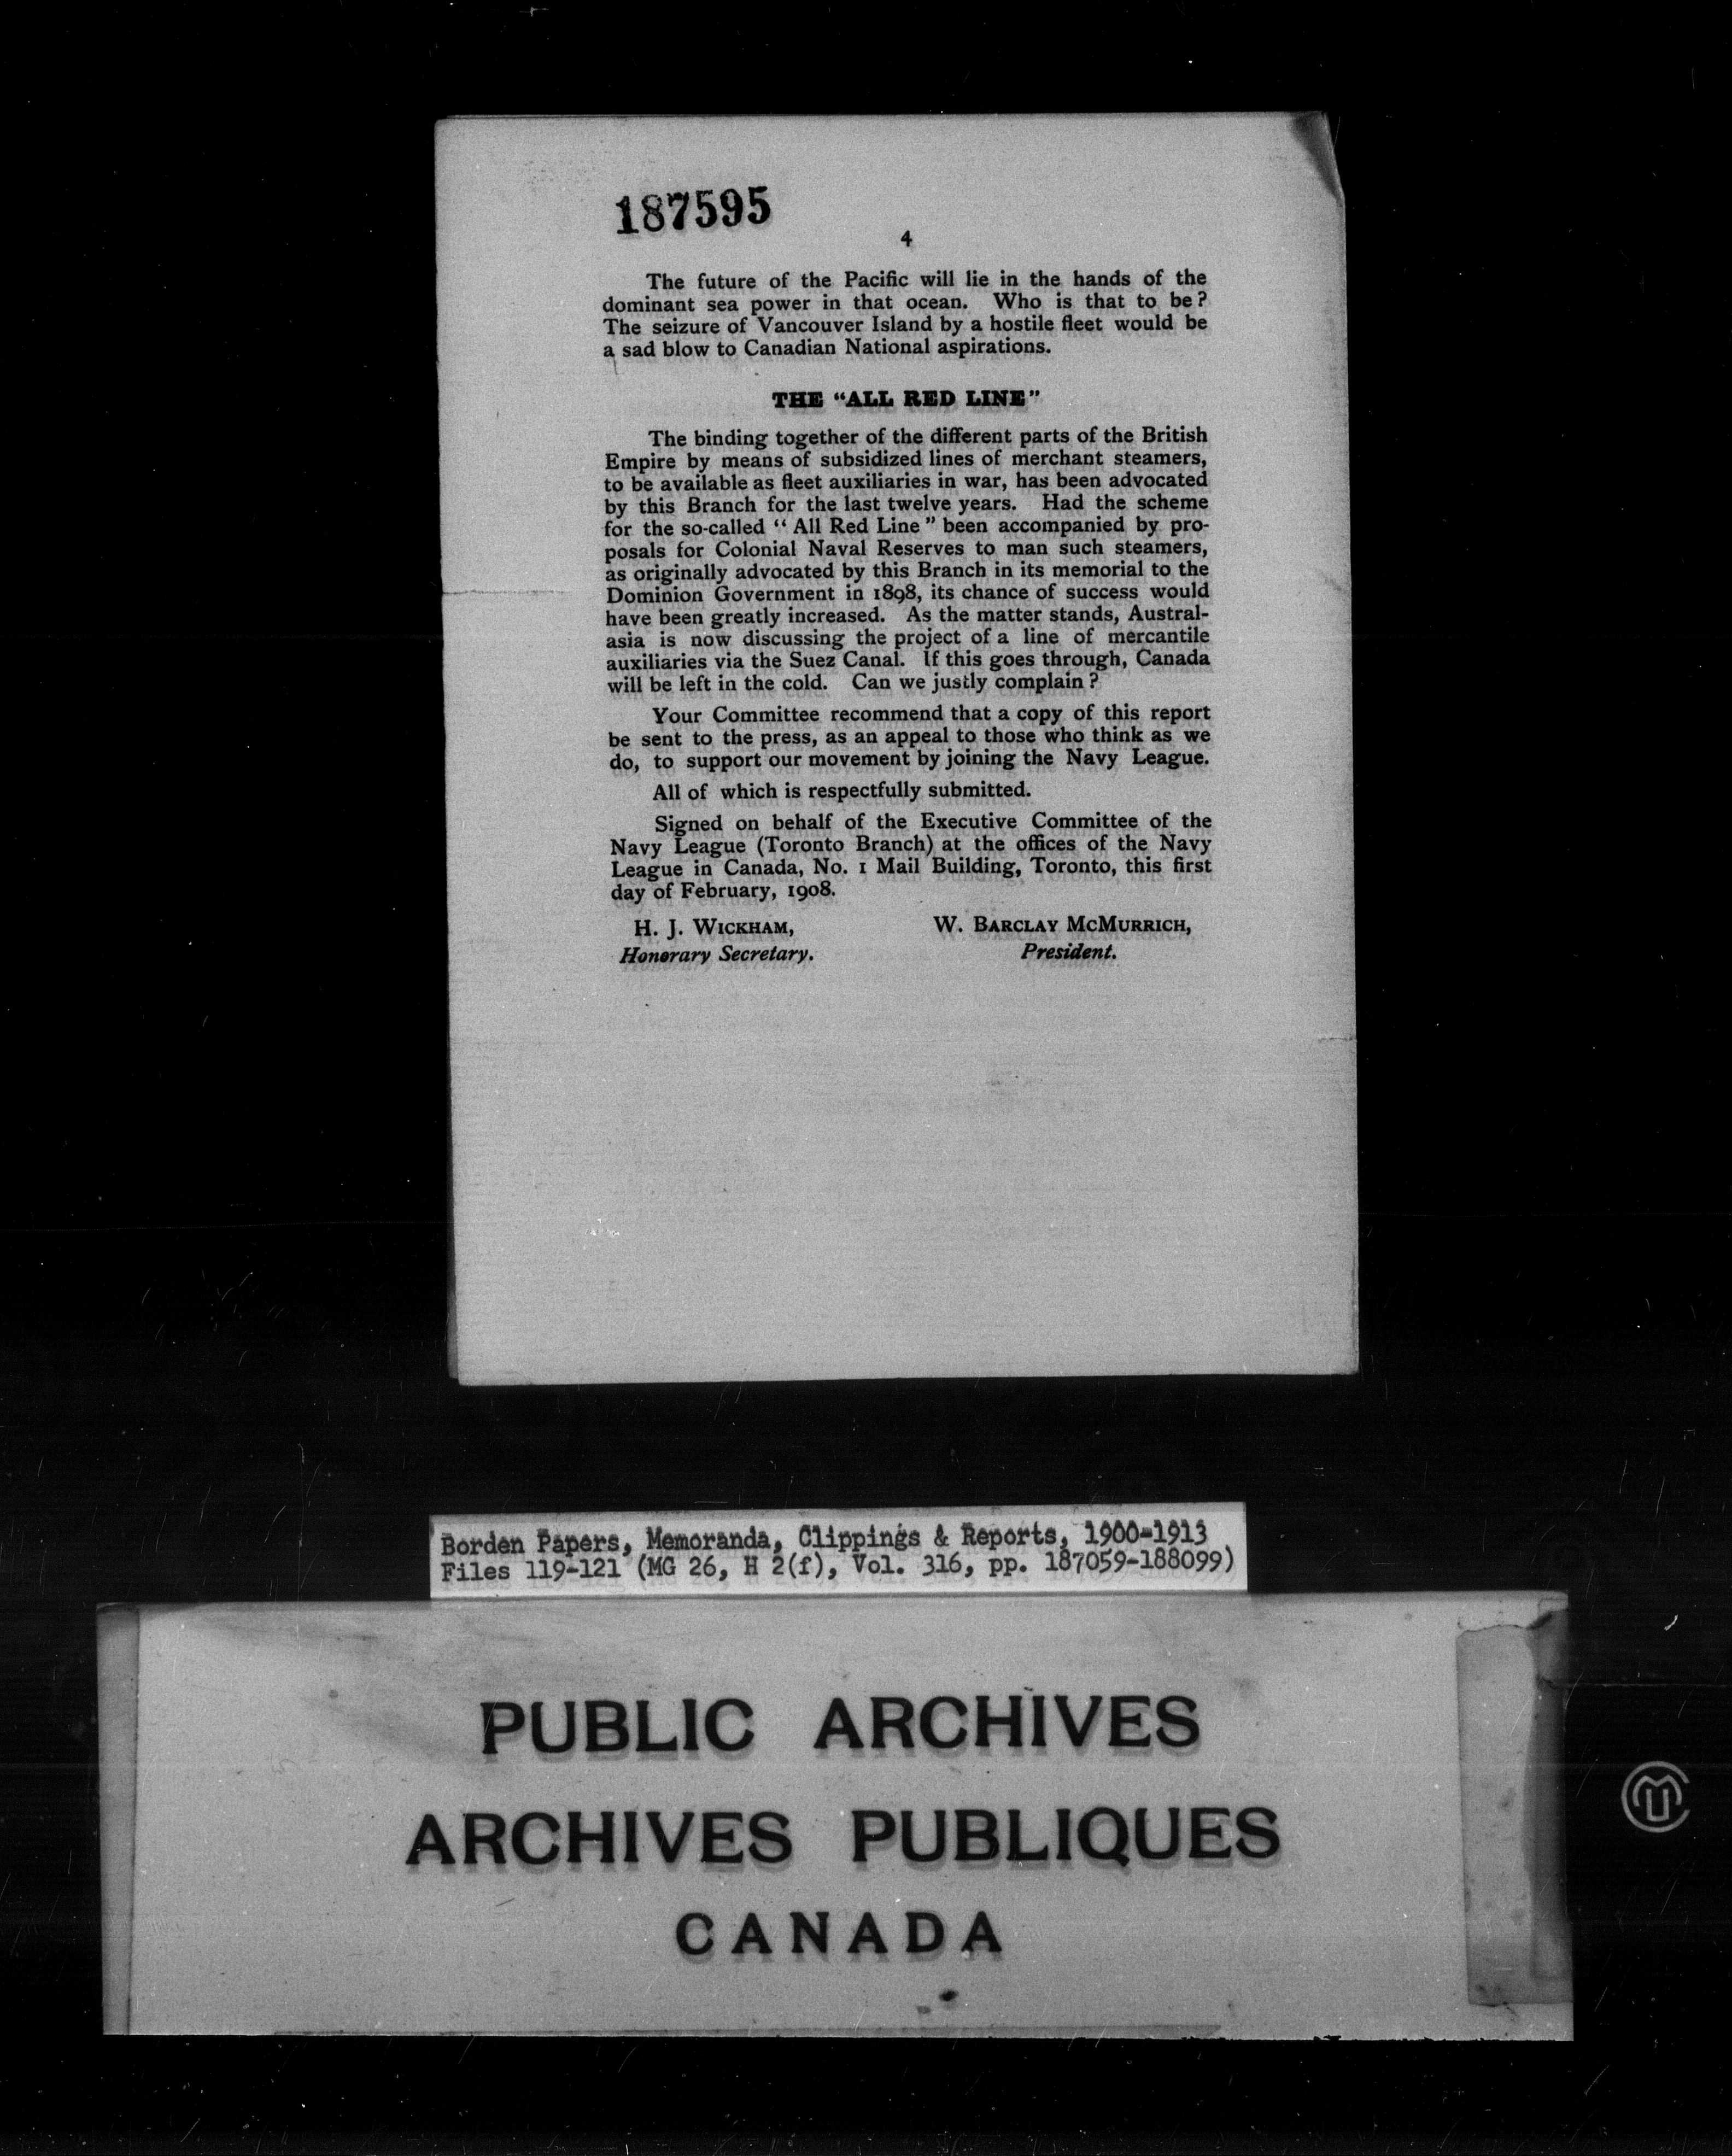 187595
4
The future of the Pacific will lie in the hands of the
dominant sea power in that ocean. Who is that to be?
The seizure of Vancouver Island by a hostile fleet would be
a sad blow to Canadian National aspirations.
THE "ALL RED LINE"
The binding together of the different parts of the British
Empire by means of subsidized lines of merchant steamers,
to be available as fleet auxiliaries in war, has been advocated
by this Branch for the last twelve years. Had the scheme
for the so-called "All Red Line" been accompanied by pro-
posals for Colonial Naval Reserves to man such steamers,
as originally advocated by this Branch in its memorial to the
Dominion Government in 1898, its chance of success would
have been greatly increased. As the matter stands, Austral-
asia is now discussing the project of a line of mercantile
auxiliaries via the Suez Canal. If this goes through, Canada
will be left in the cold. Can we justly complain?
Your Committee recommend that a copy of this report
be sent to the press, as an appeal to those who think as we
do, to support our movement by joining the Navy League.
All of which is respectfully submitted.
Signed on behalf of the Executive Committee of the
Navy League (Toronto Branch) at the offices of the Navy
League in Canada, No. 1 Mail Building, Toronto, this first
day of February, 1908.
H. J. WICKHAM, W. BARCLAY MCMURRICH,
Honorary Secretary. President.
Borden Papers, Memoranda, Clippings & Reports, 1900-1913
Files 119-121 (MG 26, H 2(f), Vol. 316, pp. 187059-188099)
PUBLIC ARCHIVES
ARCHIVES PUBLIQUES
CANADA